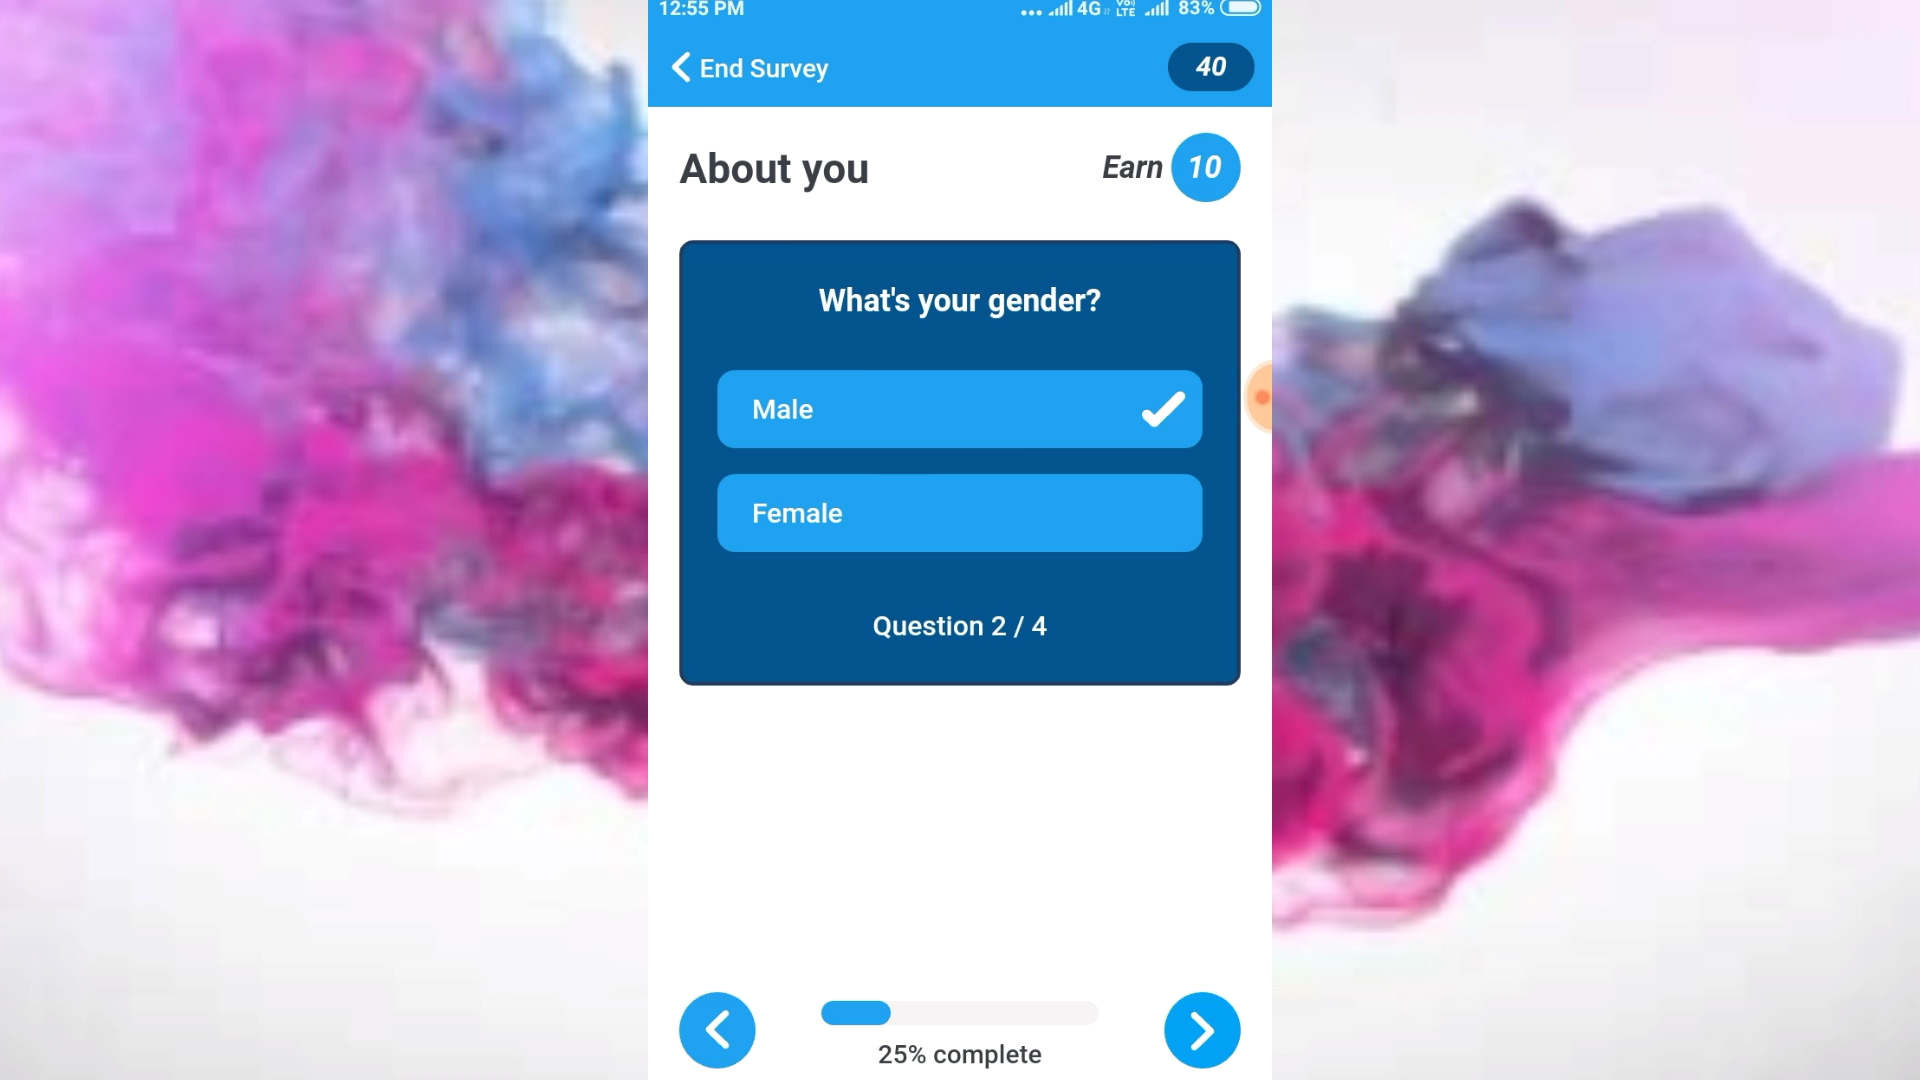 12:55 PM
4G VoLTE 83%
End Survey
40
About you
Earn 10
What's your gender?
Male
Female
Question 2 / 4
25% complete